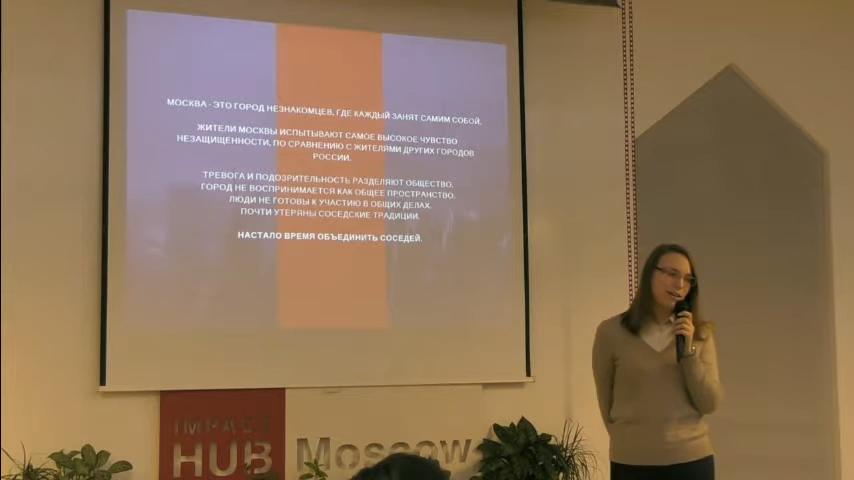 МОСКВА - ЭТО ГОРОД НЕЗНАКОМЦЕВ, ГДЕ КАЖДЫЙ ЗАНЯТ САМИМ СОБОЙ.
ЖИТЕЛИ МОСКВЫ ИСПЫТЫВАЮТ САМОЕ ВЫСОКОЕ ЧУВСТВО
НЕЗАЩИЩЕННОСТИ, ПО СРАВНЕНИЮ С ЖИТЕЛЯМИ ДРУГИХ ГОРОДОВ
РОССИИ.
ТРЕВОГА И ПОДОЗРИТЕЛЬНОСТЬ РАЗДЕЛЯЮТ ОБЩЕСТВО.
ГОРОД НЕ ВОСПРИНИМАЕТСЯ КАК ОБЩЕЕ ПРОСТРАНСТВО.
ЛЮДИ НЕ ГОТОВЫ К УЧАСТИЮ В ОБЩИХ ДЕЛАХ.
ПОЧТИ УТЕРЯНЫ СОСЕДСКИЕ ТРАДИЦИИ.
НАСТАЛО ВРЕМЯ ОБЪЕДИНИТЬ СОСЕДЕЙ.
IMPACT
HUB Moscow